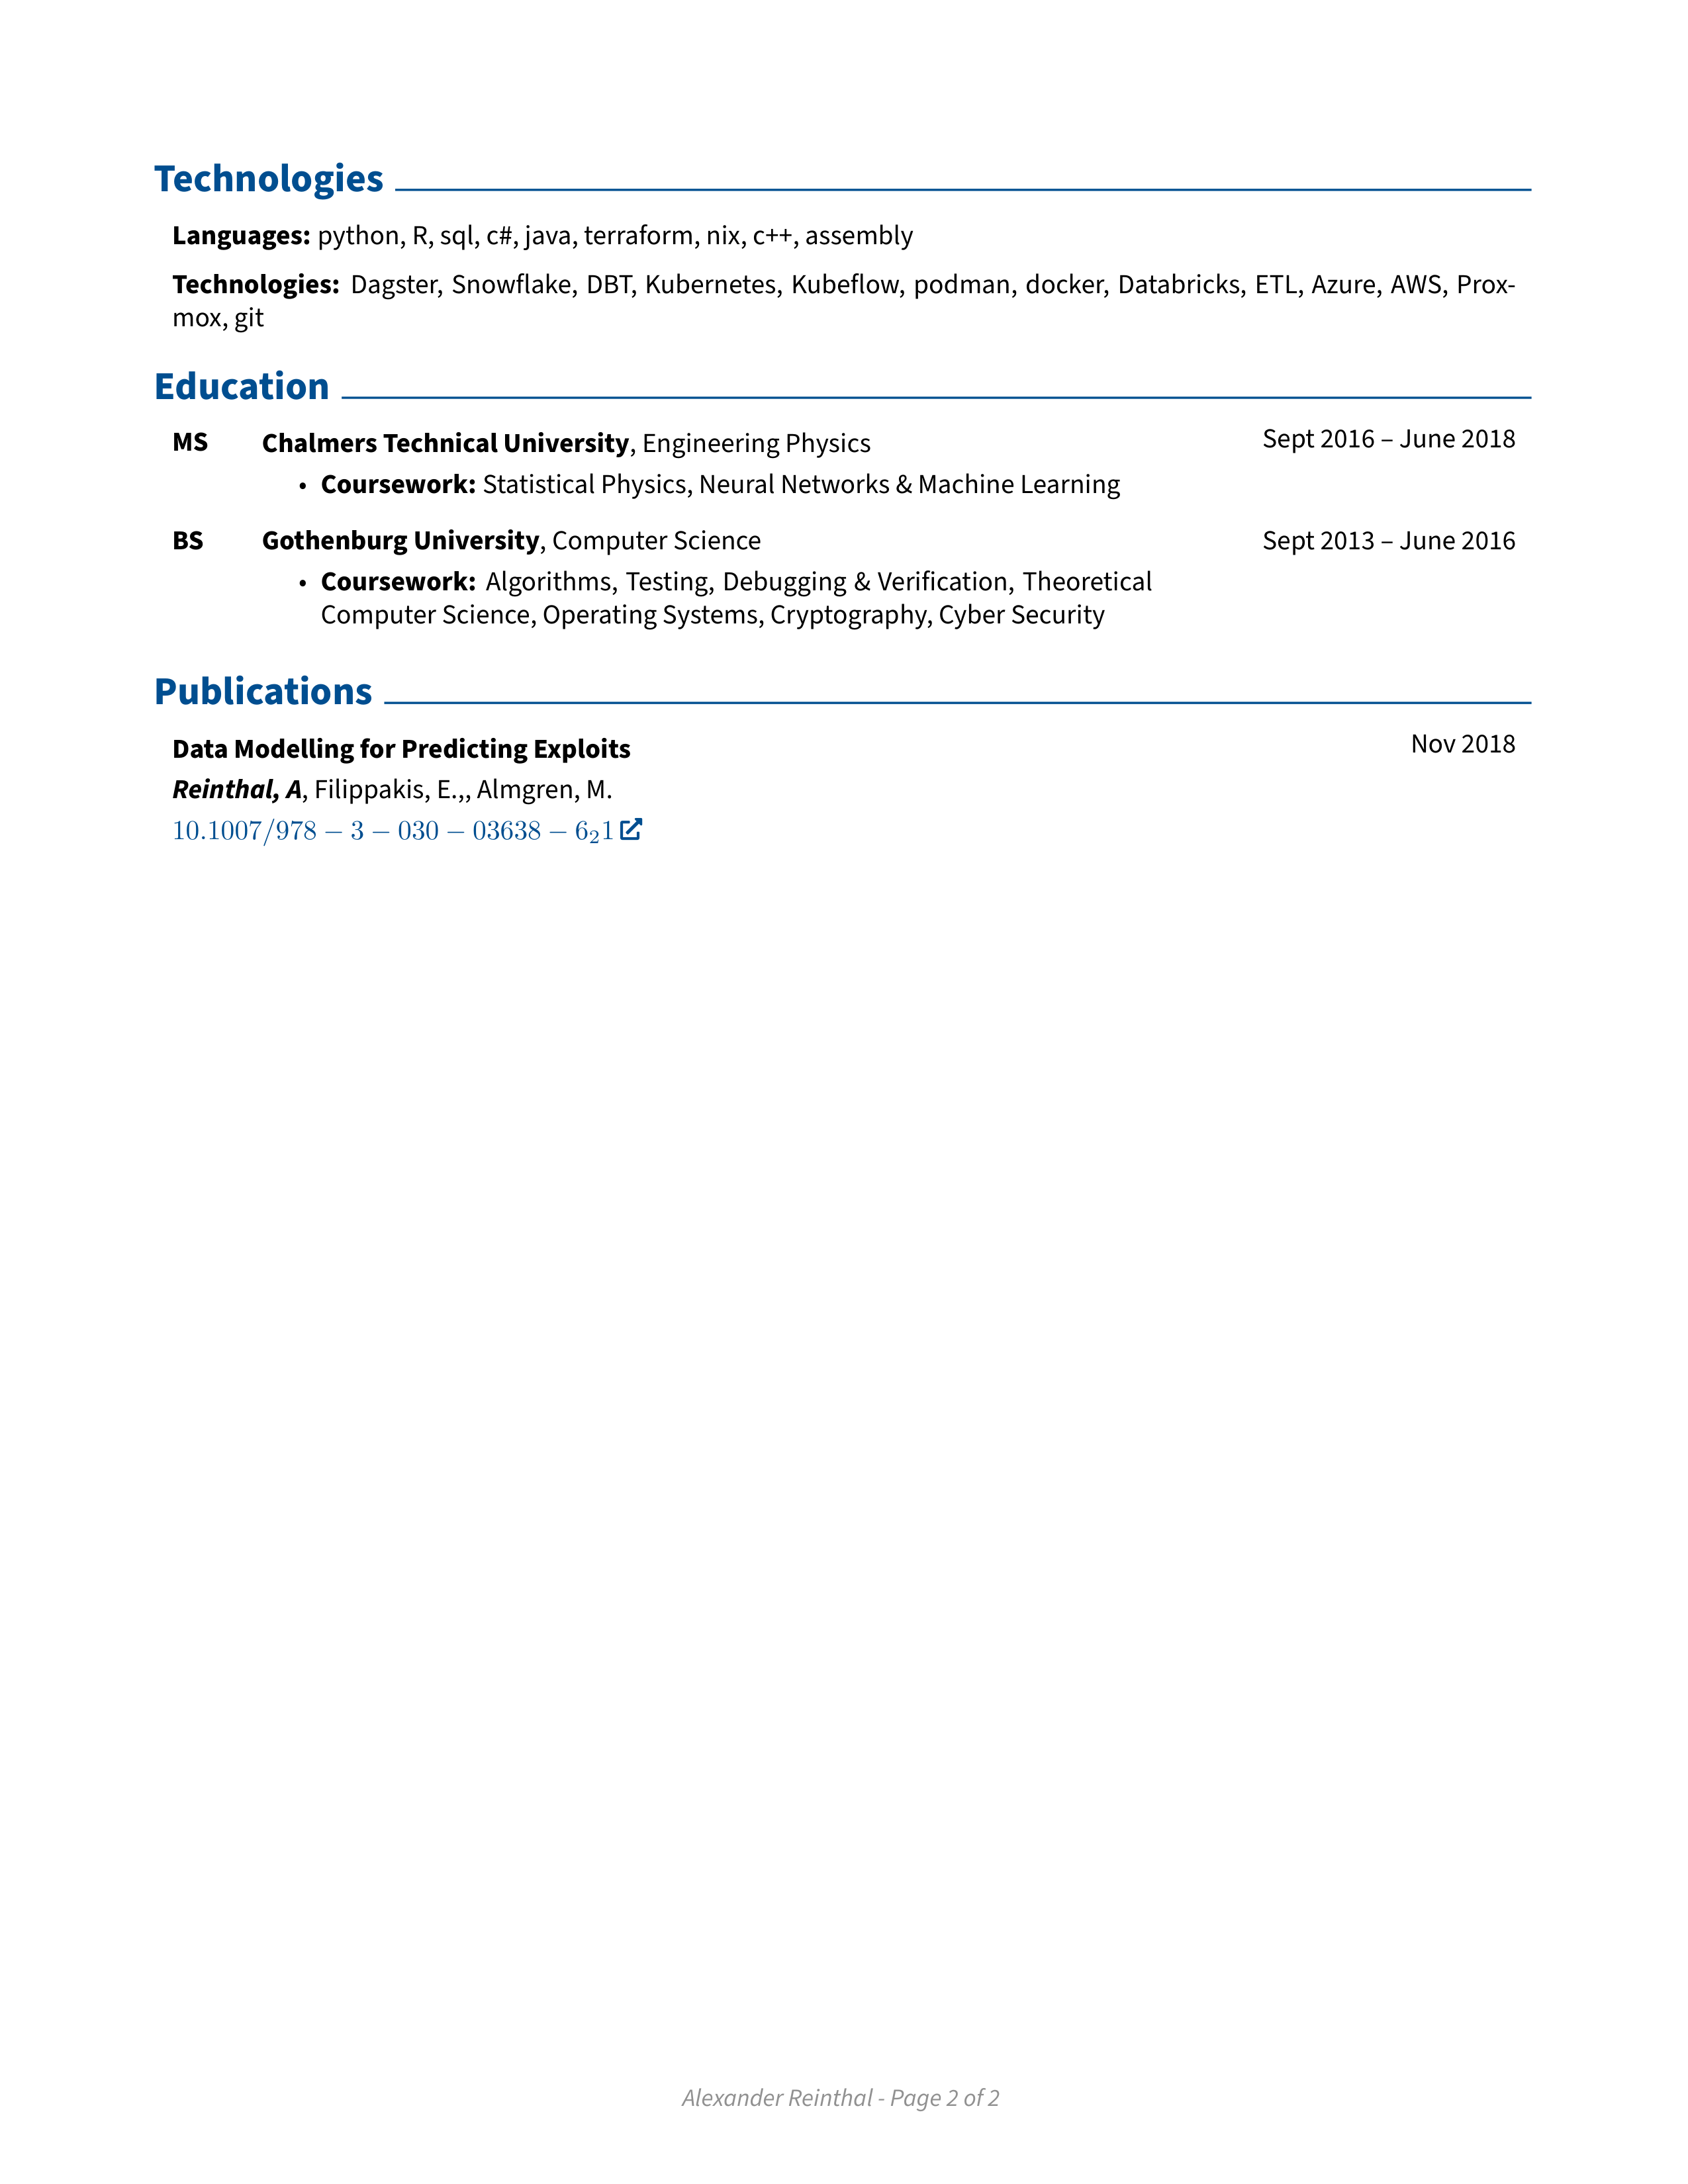 Technologies
Languages: python, R, sql, c#, java, terraform, nix, c++, assembly
Technologies: Dagster, Snowflake, DBT, Kubernetes, Kubeflow, podman, docker, Databricks, ETL, Azure, AWS, Prox-
mox, git
Education
MS Chalmers Technical University, Engineering Physics Sept 2016 – June 2018
• Coursework: Statistical Physics, Neural Networks & Machine Learning
BS Gothenburg University, Computer Science Sept 2013 – June 2016
• Coursework: Algorithms, Testing, Debugging & Verification, Theoretical
Computer Science, Operating Systems, Cryptography, Cyber Security
Publications
Data Modelling for Predicting Exploits Nov 2018
Reinthal, A, Filippakis, E.,, Almgren, M.
10.1007/978 − 3 − 030 − 03638 − 6₂1
Alexander Reinthal - Page 2 of 2